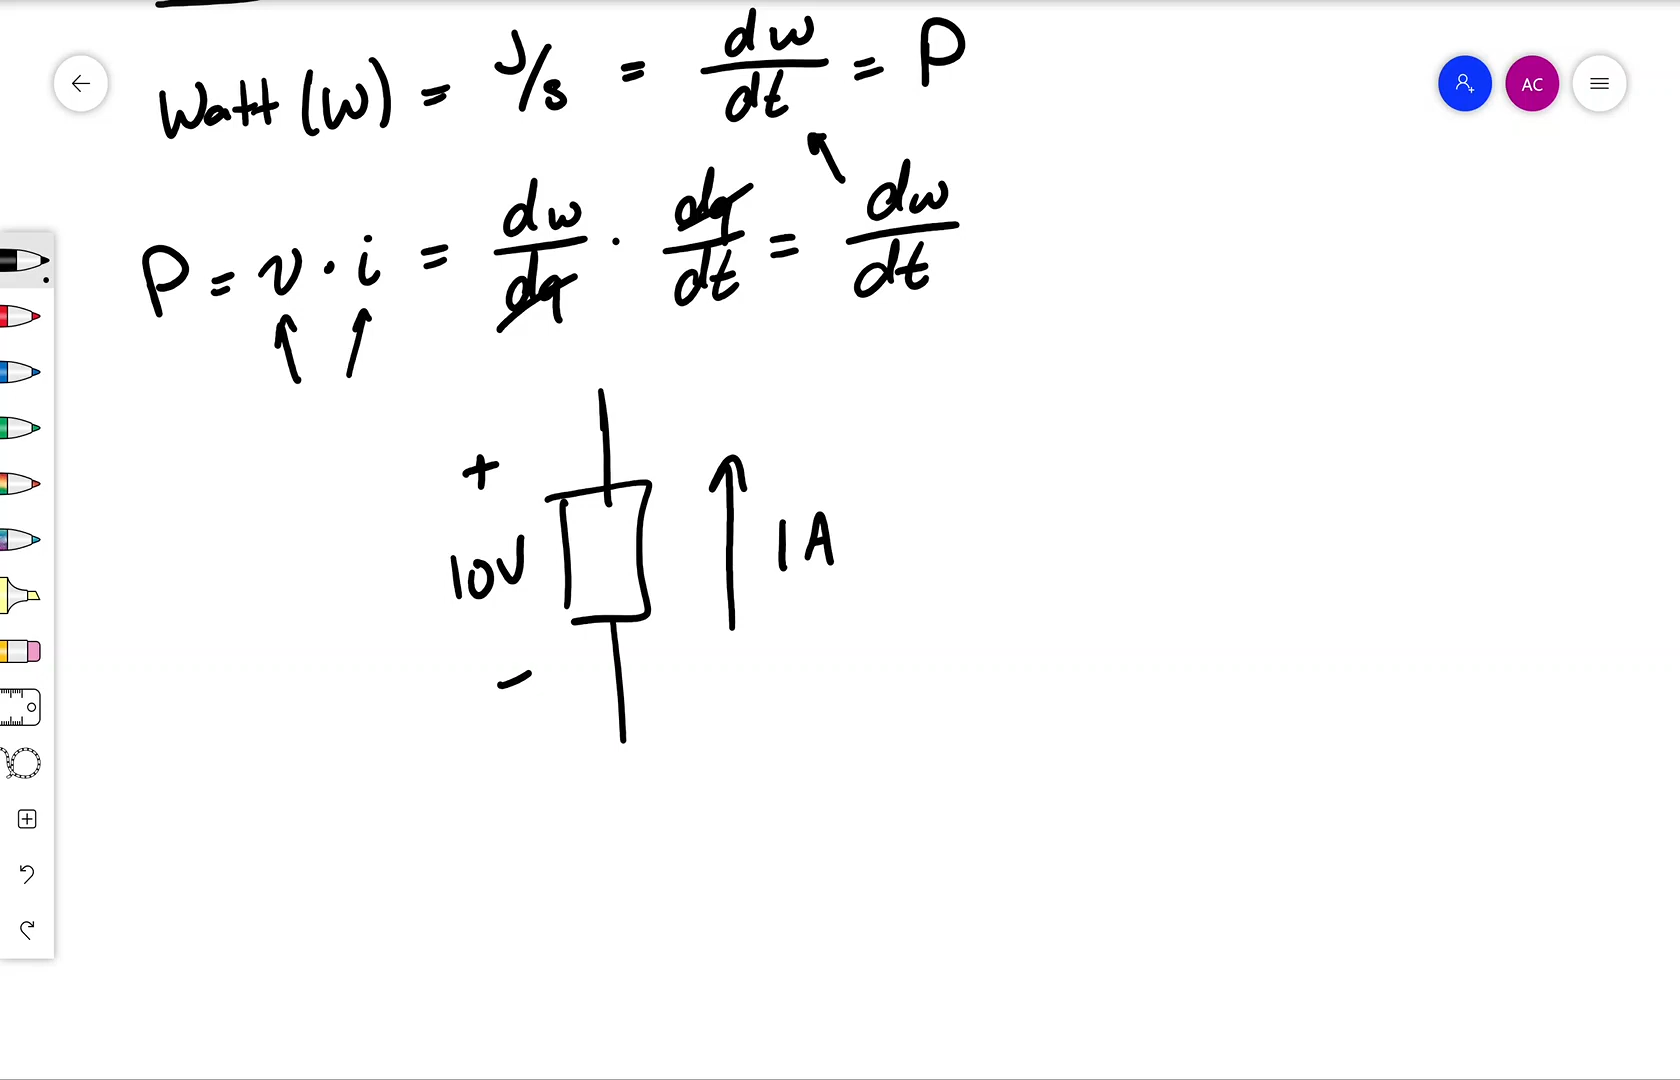 Watt (W) = J/s = dw/dt = P
AC
P = v · i = dw/dq · dq/dt = dw/dt
+
10V
1A
-